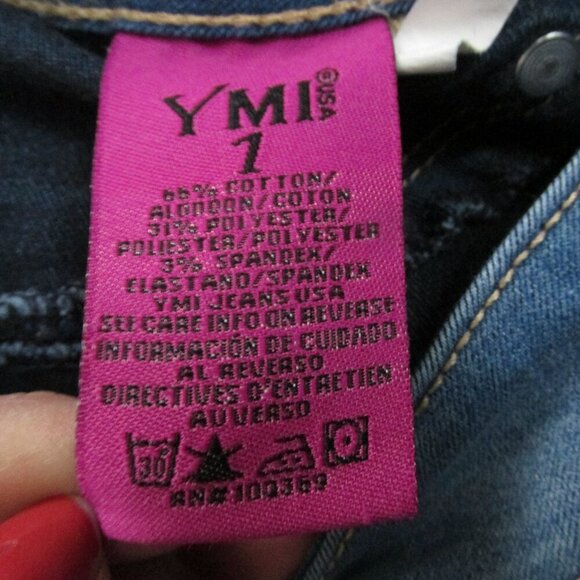 YMI ®USA
1
66% COTTON/
ALGODON/COTON
31% POLYESTER/
POLIESTER/POLYESTER
3% SPANDEX/
ELASTANO/SPANDEX
YMI JEANS USA
SEE CARE INFO ON REVERSE
INFORMACIÓN DE CUIDADO
AL REVERSO
DIRECTIVES D'ENTRETIEN
AU VERSO
30°
RN# 100369